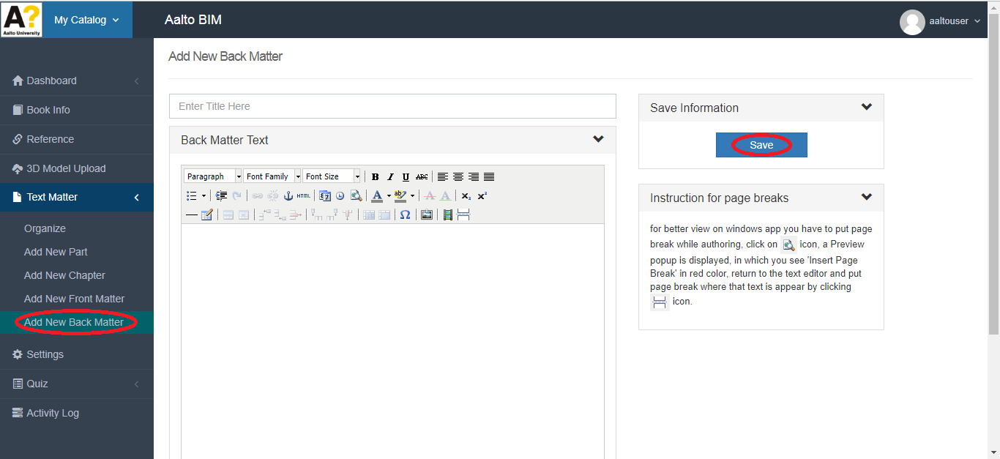 A?
Aalto University
My Catalog
Aalto BIM
aaltouser
Dashboard
Book Info
Reference
3D Model Upload
Text Matter
Organize
Add New Part
Add New Chapter
Add New Front Matter
Add New Back Matter
Settings
Quiz
Activity Log
Add New Back Matter
Enter Title Here
Back Matter Text
Paragraph Font Family Font Size B I U ABC
HTML A ab A A x₂ x²
Ω
Save Information
Save
Instruction for page breaks
for better view on windows app you have to put page
break while authoring, click on icon, a Preview
popup is displayed, in which you see 'Insert Page
Break' in red color, return to the text editor and put
page break where that text is appear by clicking
icon.